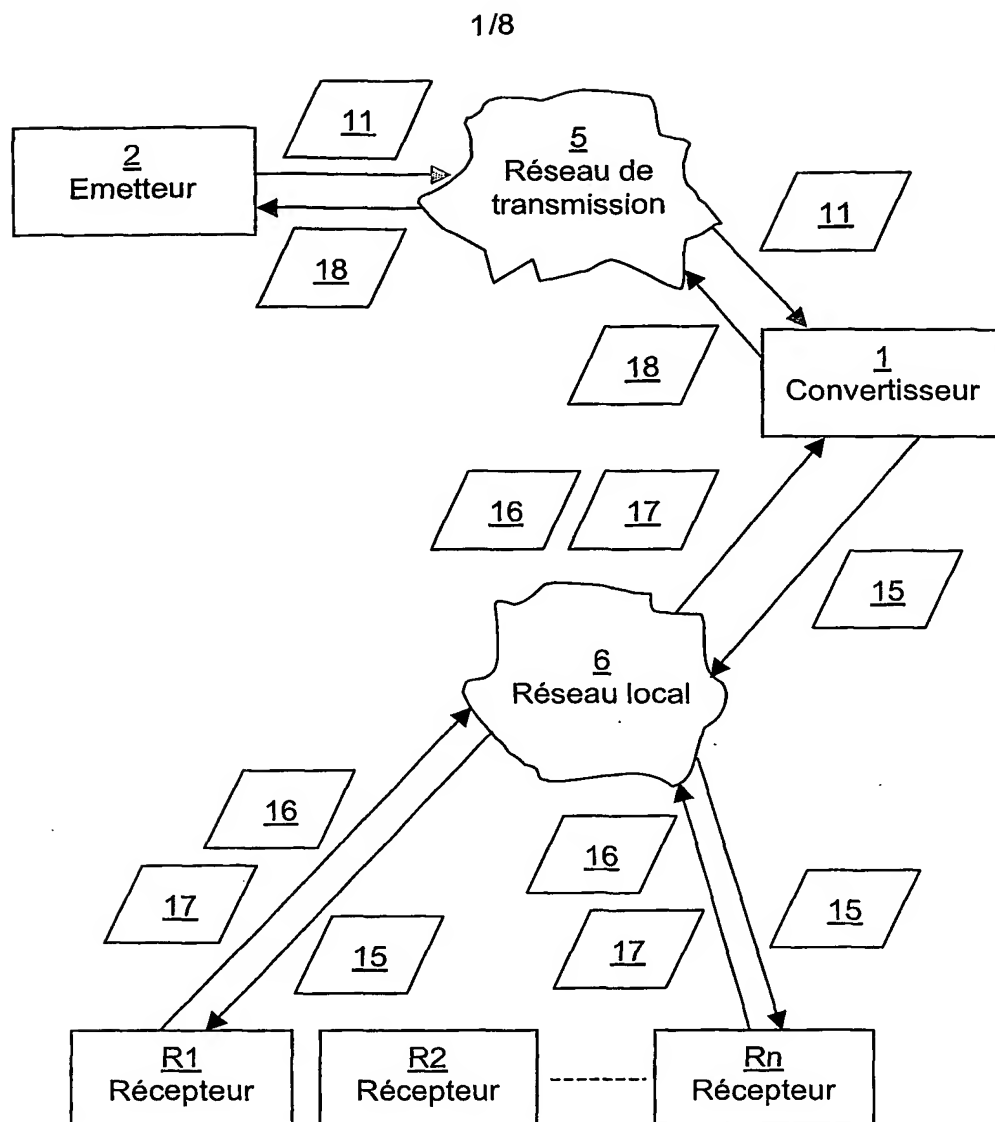 1/8
11
2
Emetteur
5
Réseau de
transmission
11
18
18
1
Convertisseur
16
17
15
6
Réseau local
16
16
17
15
17
15
R1
Récepteur
R2
Récepteur
Rn
Récepteur